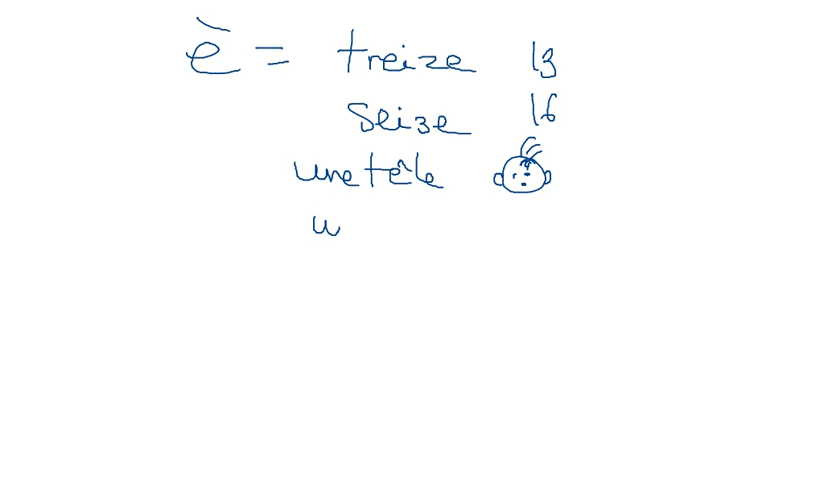 è = treize 13
seize 16
une tête
u